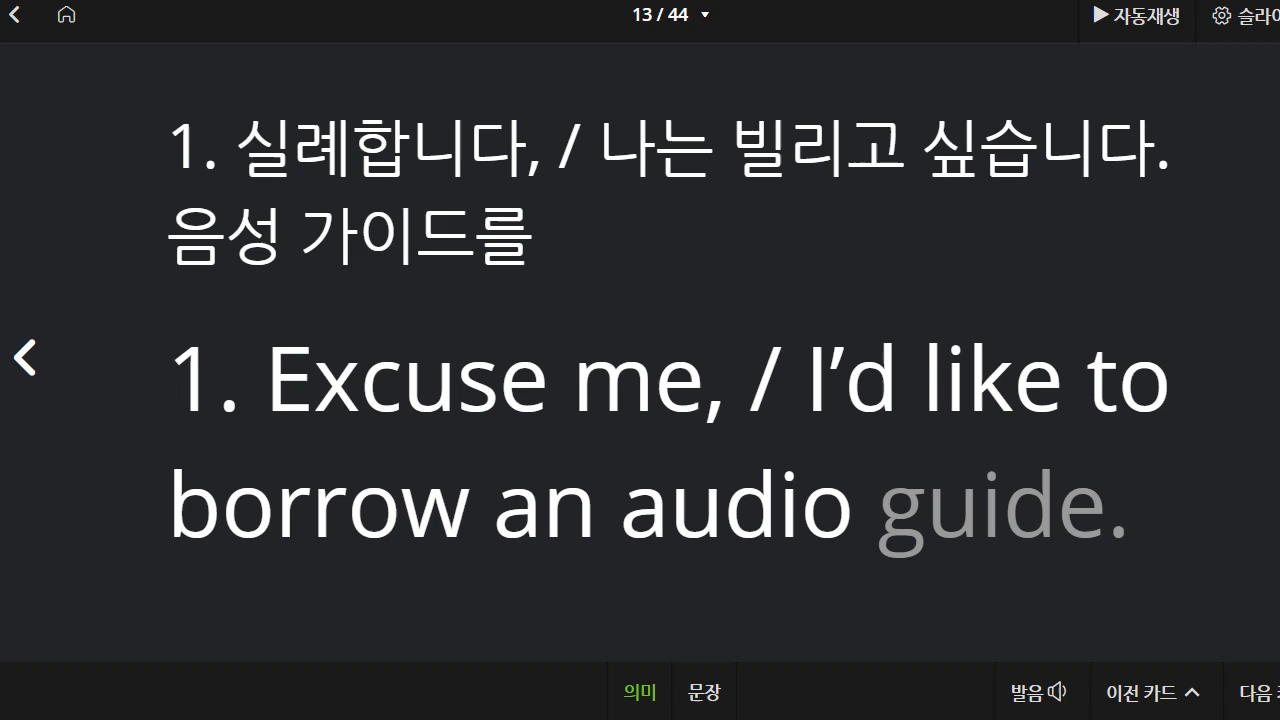 13 / 44
자동재생
1. 실례합니다, / 나는 빌리고 싶습니다.
음성 가이드를
1. Excuse me, / I’d like to
borrow an audio guide.
의미
문장
발음
이전 카드
다음